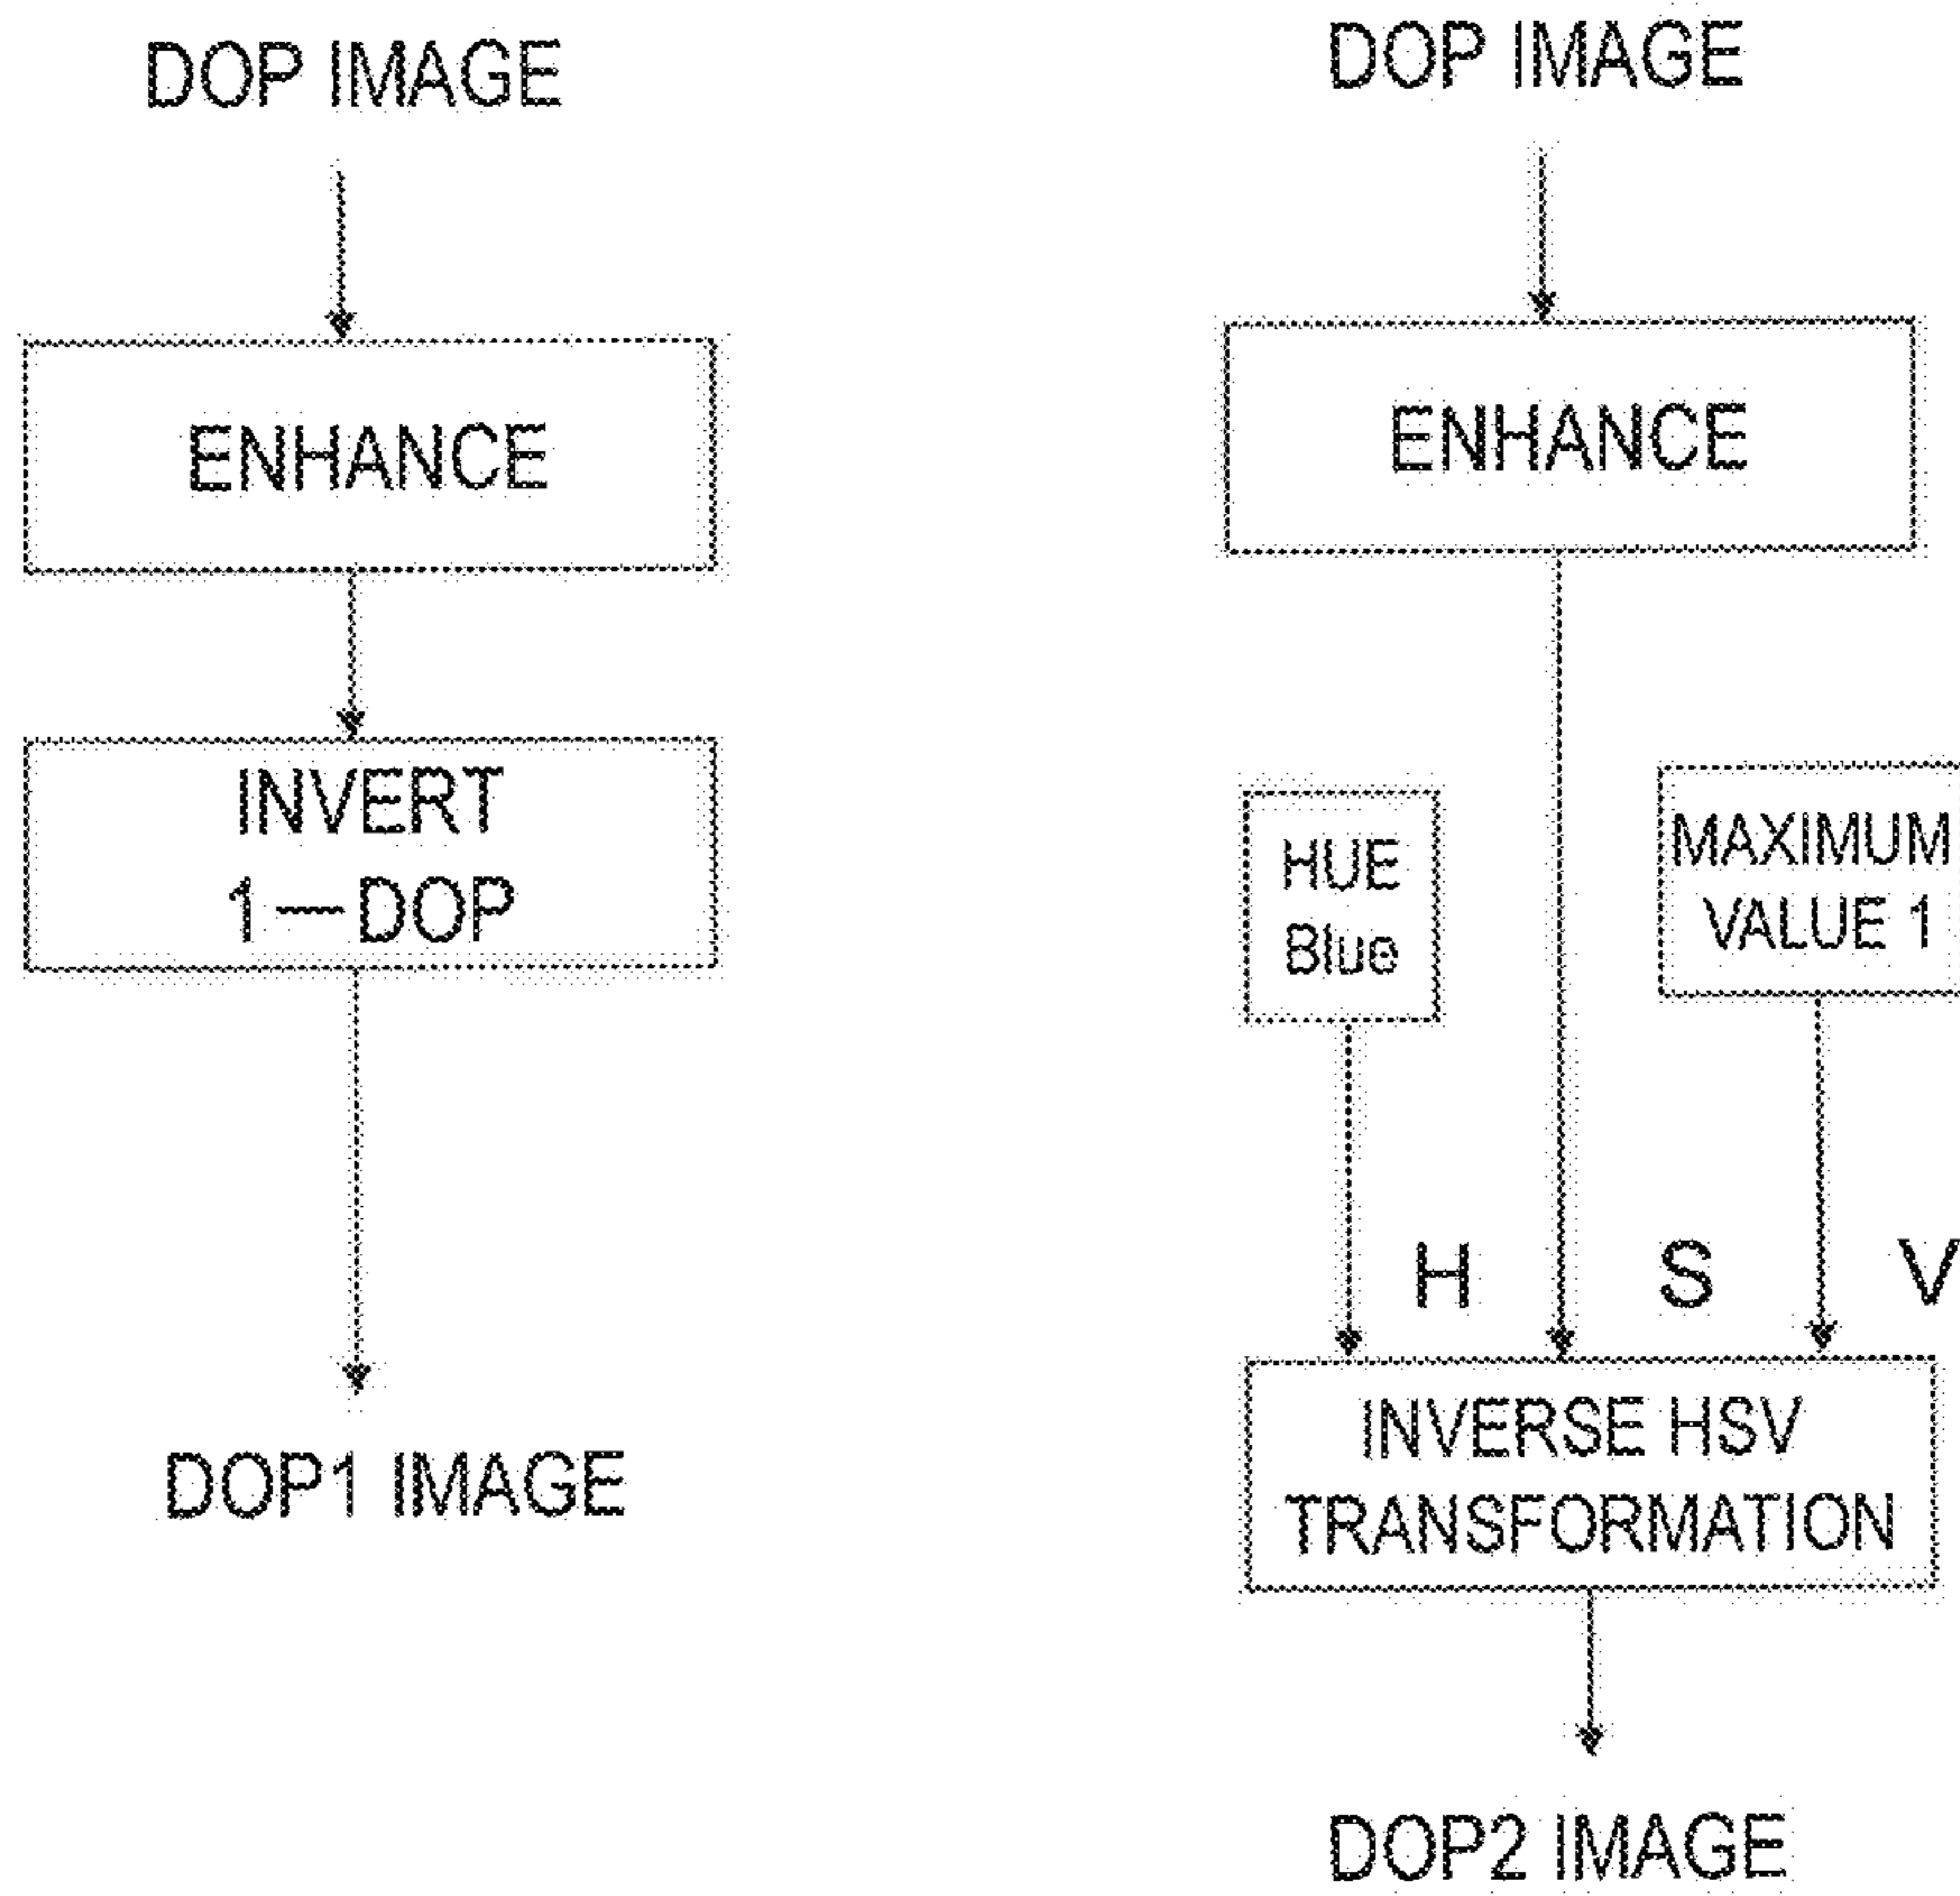 DOP IMAGE
ENHANCE
INVERT
1—DOP
DOP1 IMAGE
DOP IMAGE
ENHANCE
HUE
Blue
MAXIMUM
VALUE 1
H
S
V
INVERSE HSV
TRANSFORMATION
DOP2 IMAGE